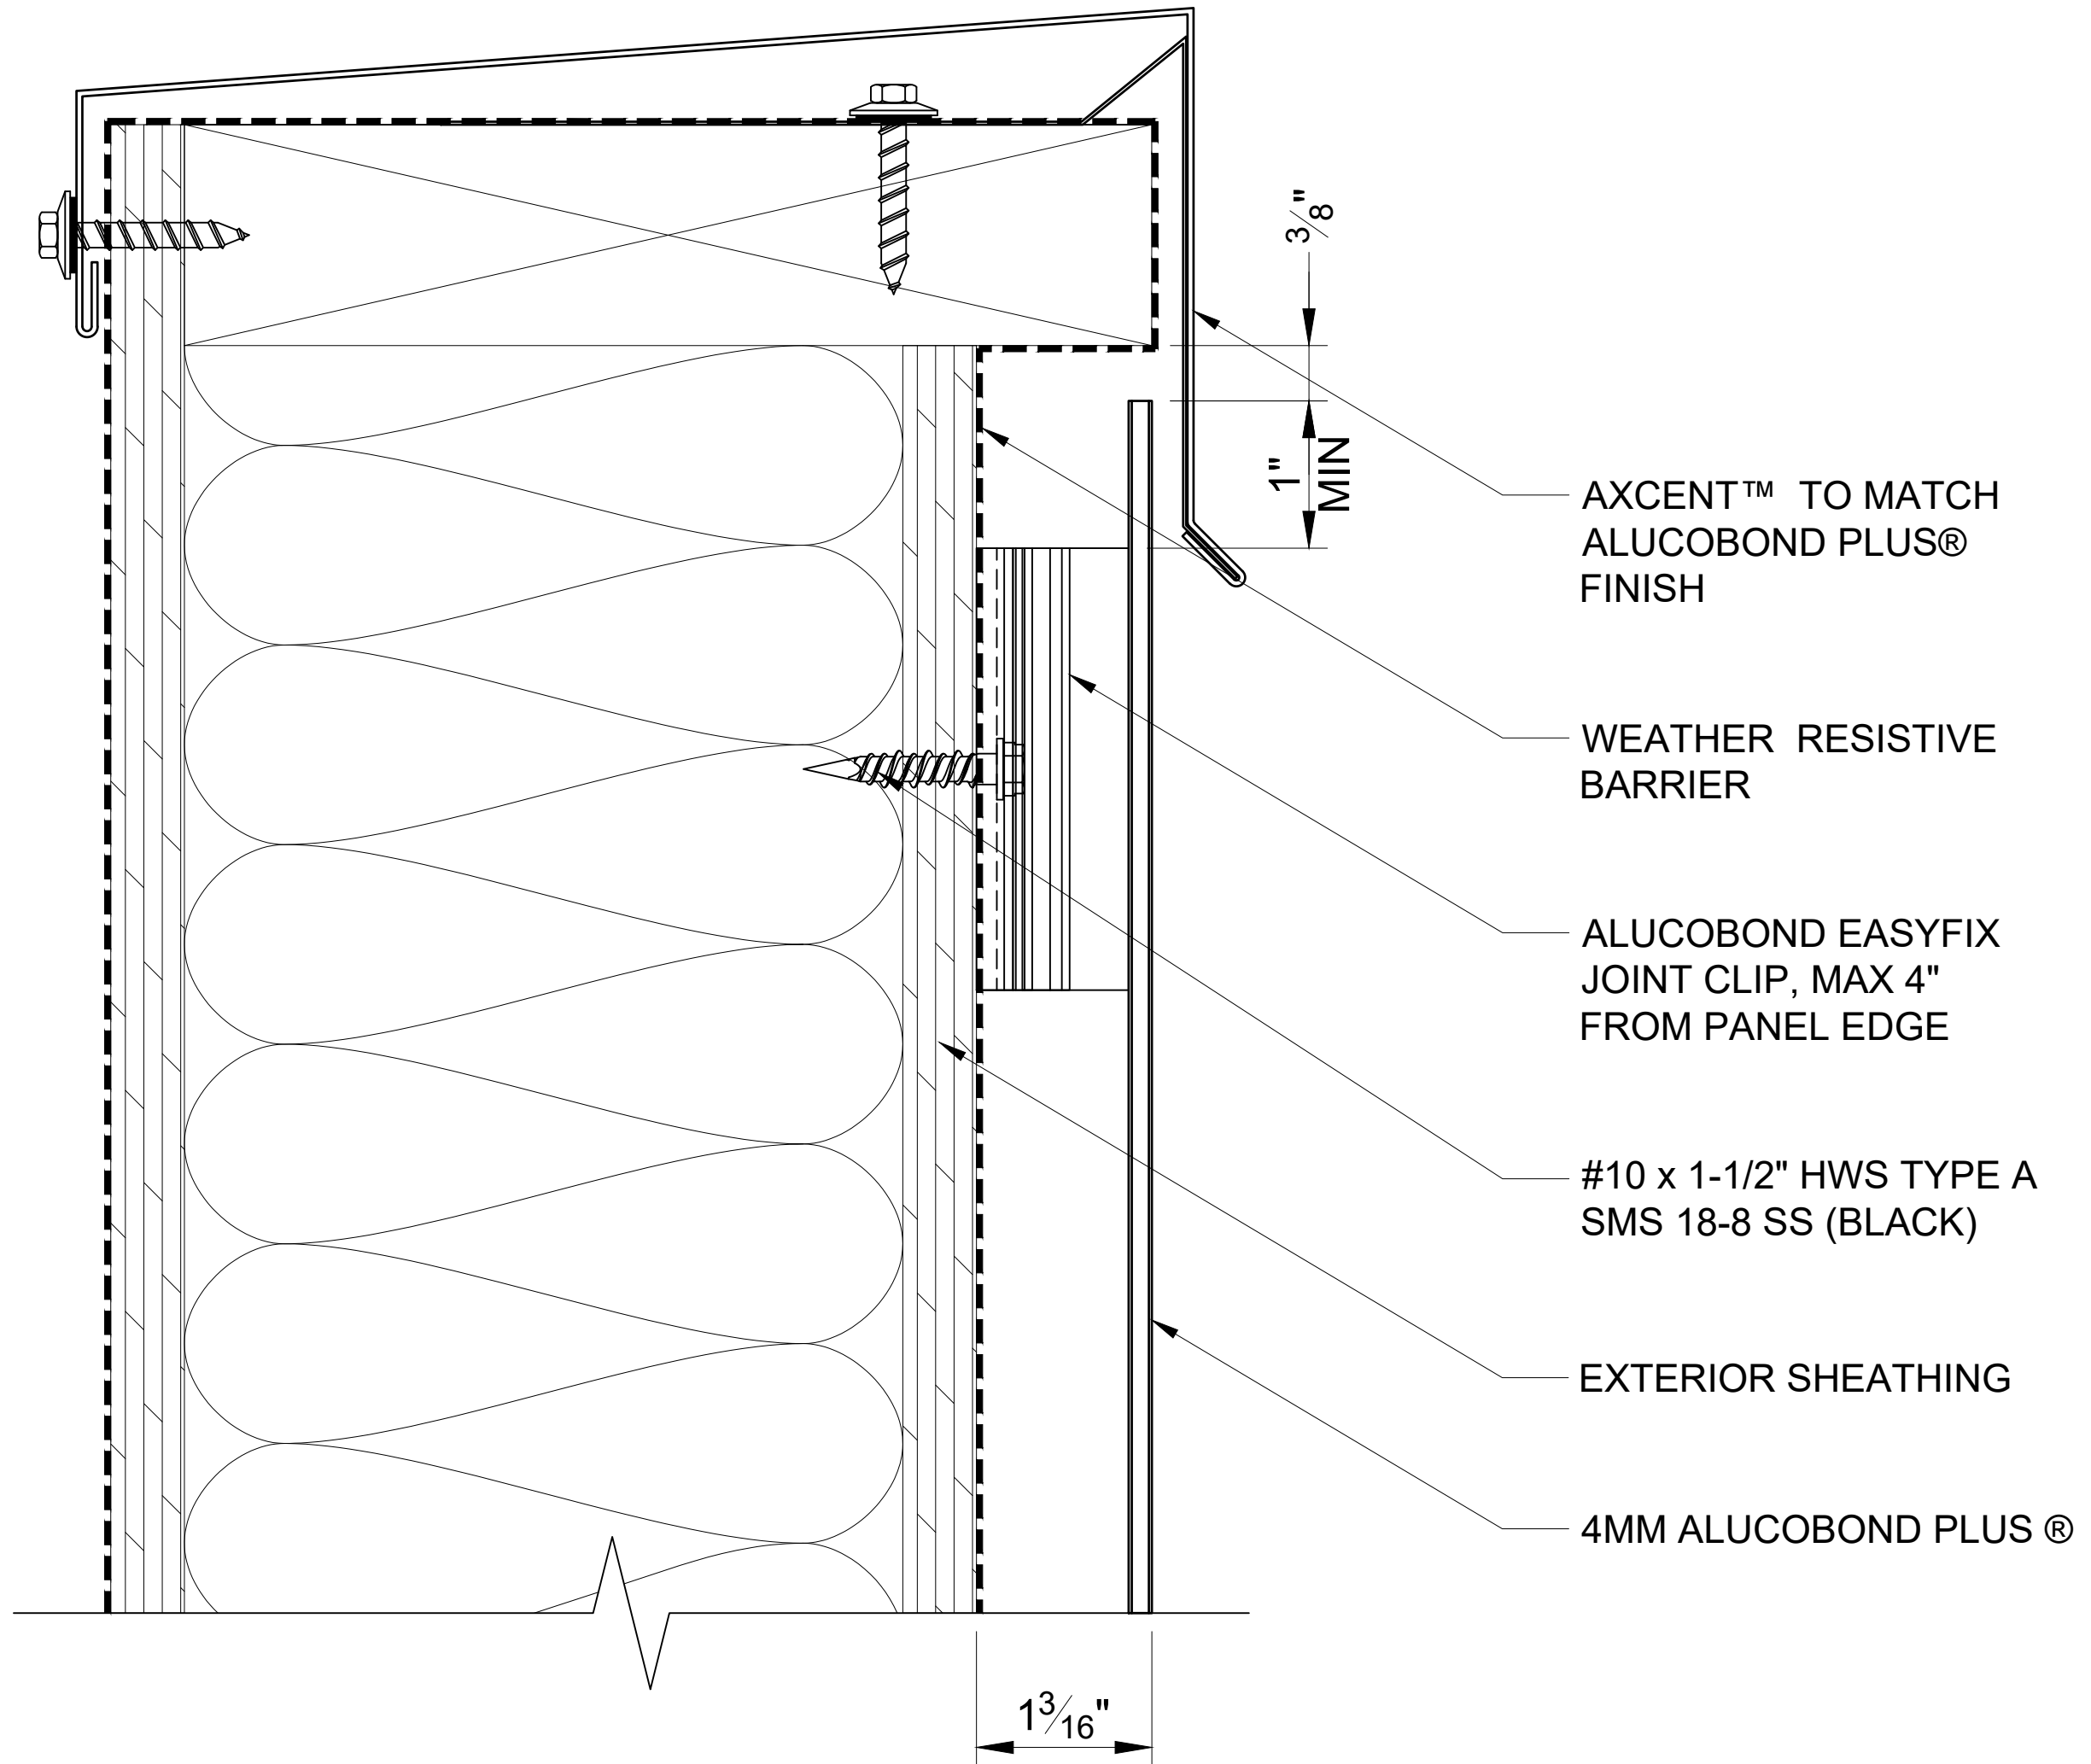 3/8"
1"
MIN
AXCENT™ TO MATCH
ALUCOBOND PLUS®
FINISH
WEATHER RESISTIVE
BARRIER
ALUCOBOND EASYFIX
JOINT CLIP, MAX 4"
FROM PANEL EDGE
#10 x 1-1/2" HWS TYPE A
SMS 18-8 SS (BLACK)
EXTERIOR SHEATHING
4MM ALUCOBOND PLUS ®
1 3/16"